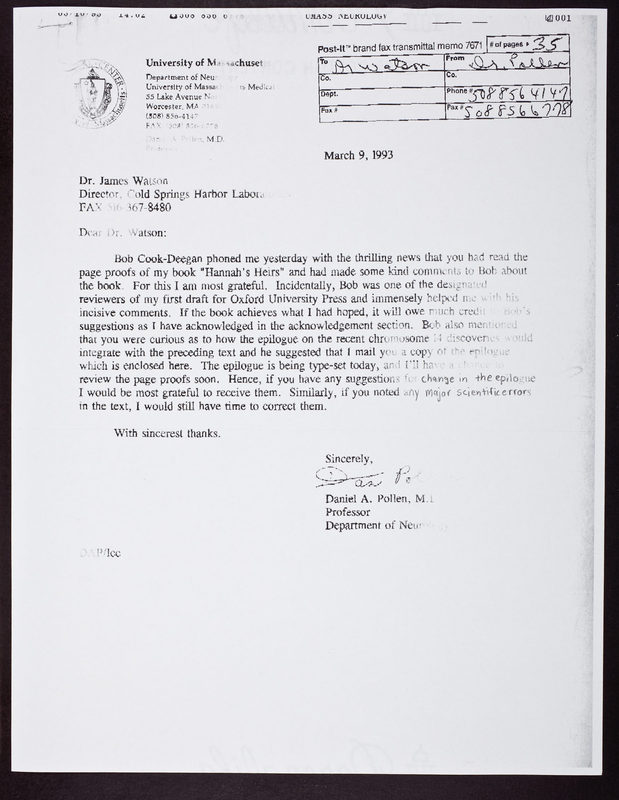 14:02
508 856
UMASS NEUROLOGY
001
Post-It™ brand fax transmittal memo 7671
# of pages ▸ 35
To Dr Watson
From Dr. Pollen
Co.
Co.
Dept.
Phone # 508 856 4147
Fax #
Fax # 508 856 6778
University of Massachuset
Department of Neur
University of Massac s Medical
55 Lake Avenue No
Worcester, MA
(508) 856-4147
FAX (508)
Daniel A. Pollen, M.D.
March 9, 1993
Dr. James Watson
Director, Cold Springs Harbor Labora
FAX 516-367-8480
Dear Dr. Watson:
Bob Cook-Deegan phoned me yesterday with the thrilling news that you had read the
page proofs of my book "Hannah's Heirs" and had made some kind comments to Bob about
the book. For this I am most grateful. Incidentally, Bob was one of the designated
reviewers of my first draft for Oxford University Press and immensely helped me with his
incisive comments. If the book achieves what I had hoped, it will owe much credit to Bob's
suggestions as I have acknowledged in the acknowledgement section. Bob also mentioned
that you were curious as to how the epilogue on the recent chromosome 14 discoveries would
integrate with the preceding text and he suggested that I mail you a copy of the epilogue
which is enclosed here. The epilogue is being type-set today, and I'll have a chance to
review the page proofs soon. Hence, if you have any suggestions for change in the epilogue
I would be most grateful to receive them. Similarly, if you noted any major scientific errors
in the text, I would still have time to correct them.
With sincerest thanks.
Sincerely,
Dan Pol
Daniel A. Pollen, M.D
Professor
Department of Neurology
DAP/lcc